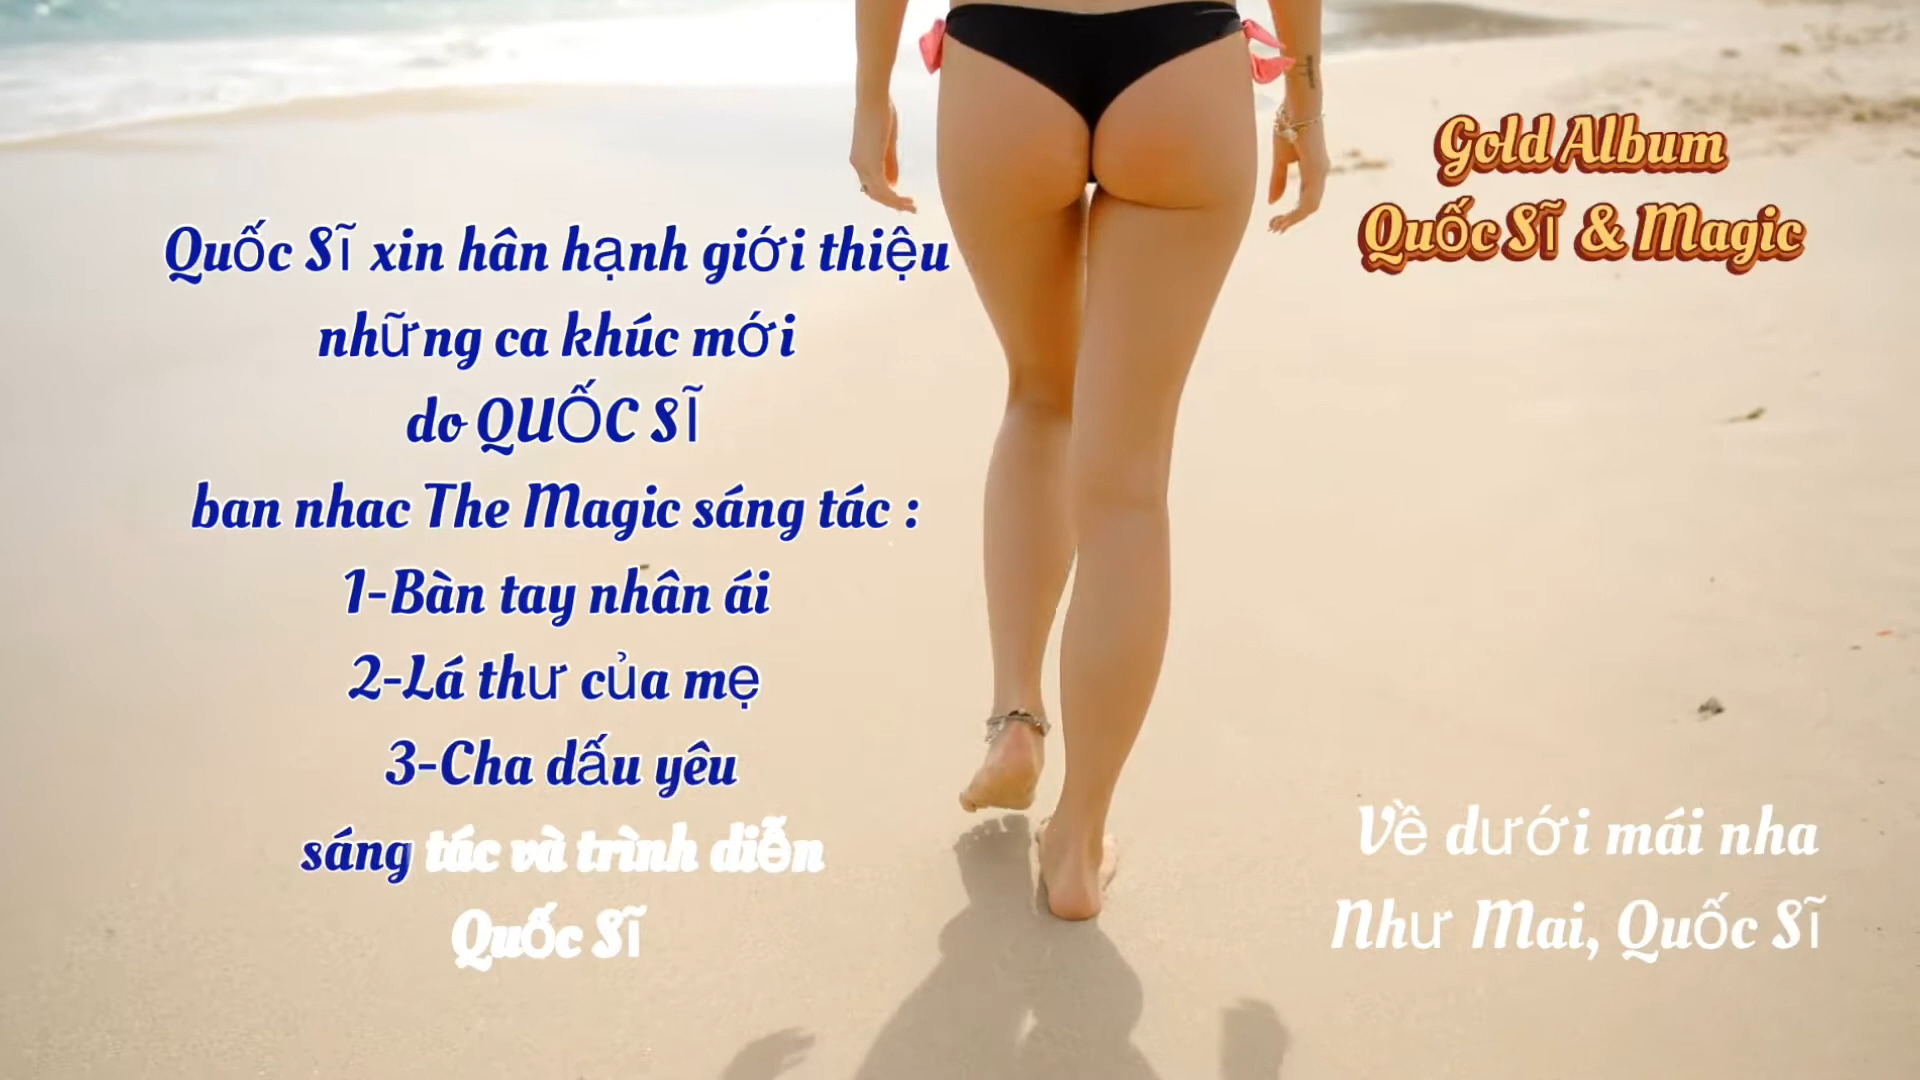 Quốc Sĩ xin hân hạnh giới thiệu
những ca khúc mới
do QUỐC SĨ
ban nhac The Magic sáng tác :
1-Bàn tay nhân ái
2-Lá thư của mẹ
3-Cha dấu yêu
sáng tác và trình diễn
Quốc Sĩ
Gold Album
Quốc Sĩ & Magic
Về dưới mái nha
Như Mai, Quốc Sĩ